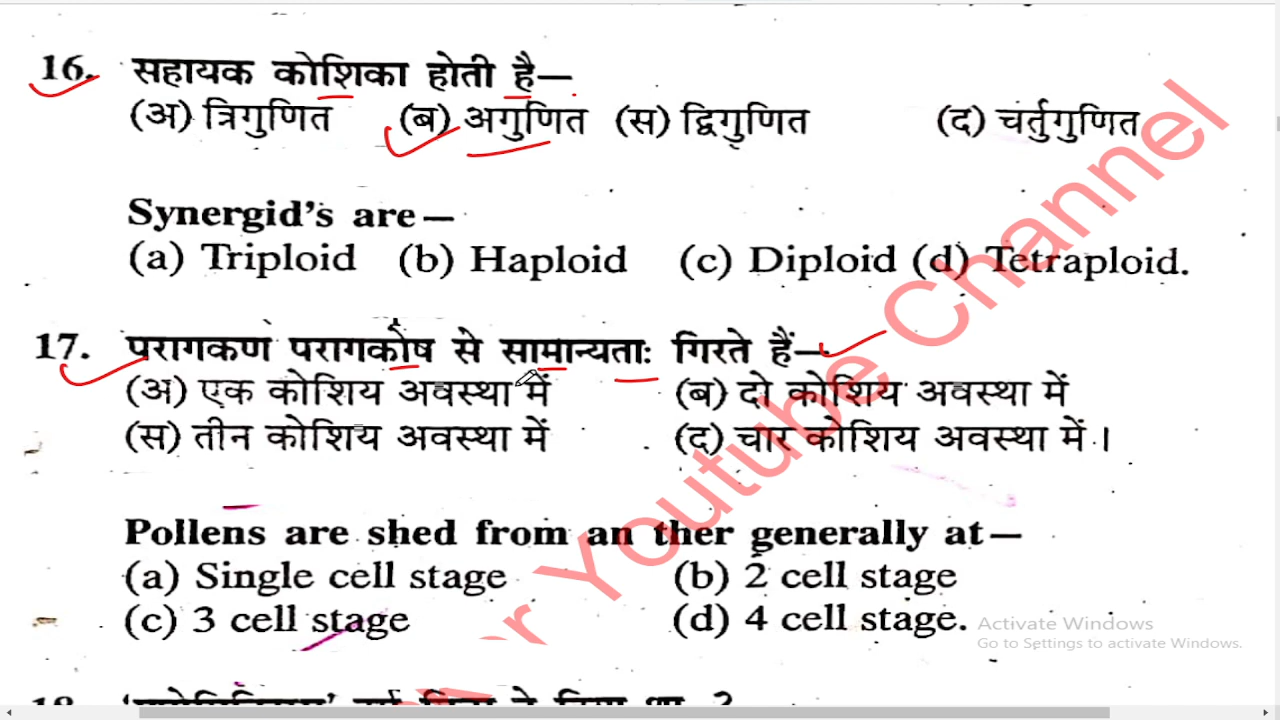 16. सहायक कोशिका होती है—
(अ) त्रिगुणित (ब) अगुणित (स) द्विगुणित (द) चर्तुगुणित
Synergid's are—
(a) Triploid (b) Haploid (c) Diploid (d) Tetraploid.
17. परागकण परागकोष से सामान्यताः गिरते हैं—
(अ) एक कोशिय अवस्था में (ब) दो कोशिय अवस्था में
(स) तीन कोशिय अवस्था में (द) चार कोशिय अवस्था में ।
Pollens are shed from an ther generally at—
(a) Single cell stage (b) 2 cell stage
(c) 3 cell stage (d) 4 cell stage.
Youtube Channel
Activate Windows
Go to Settings to activate Windows.